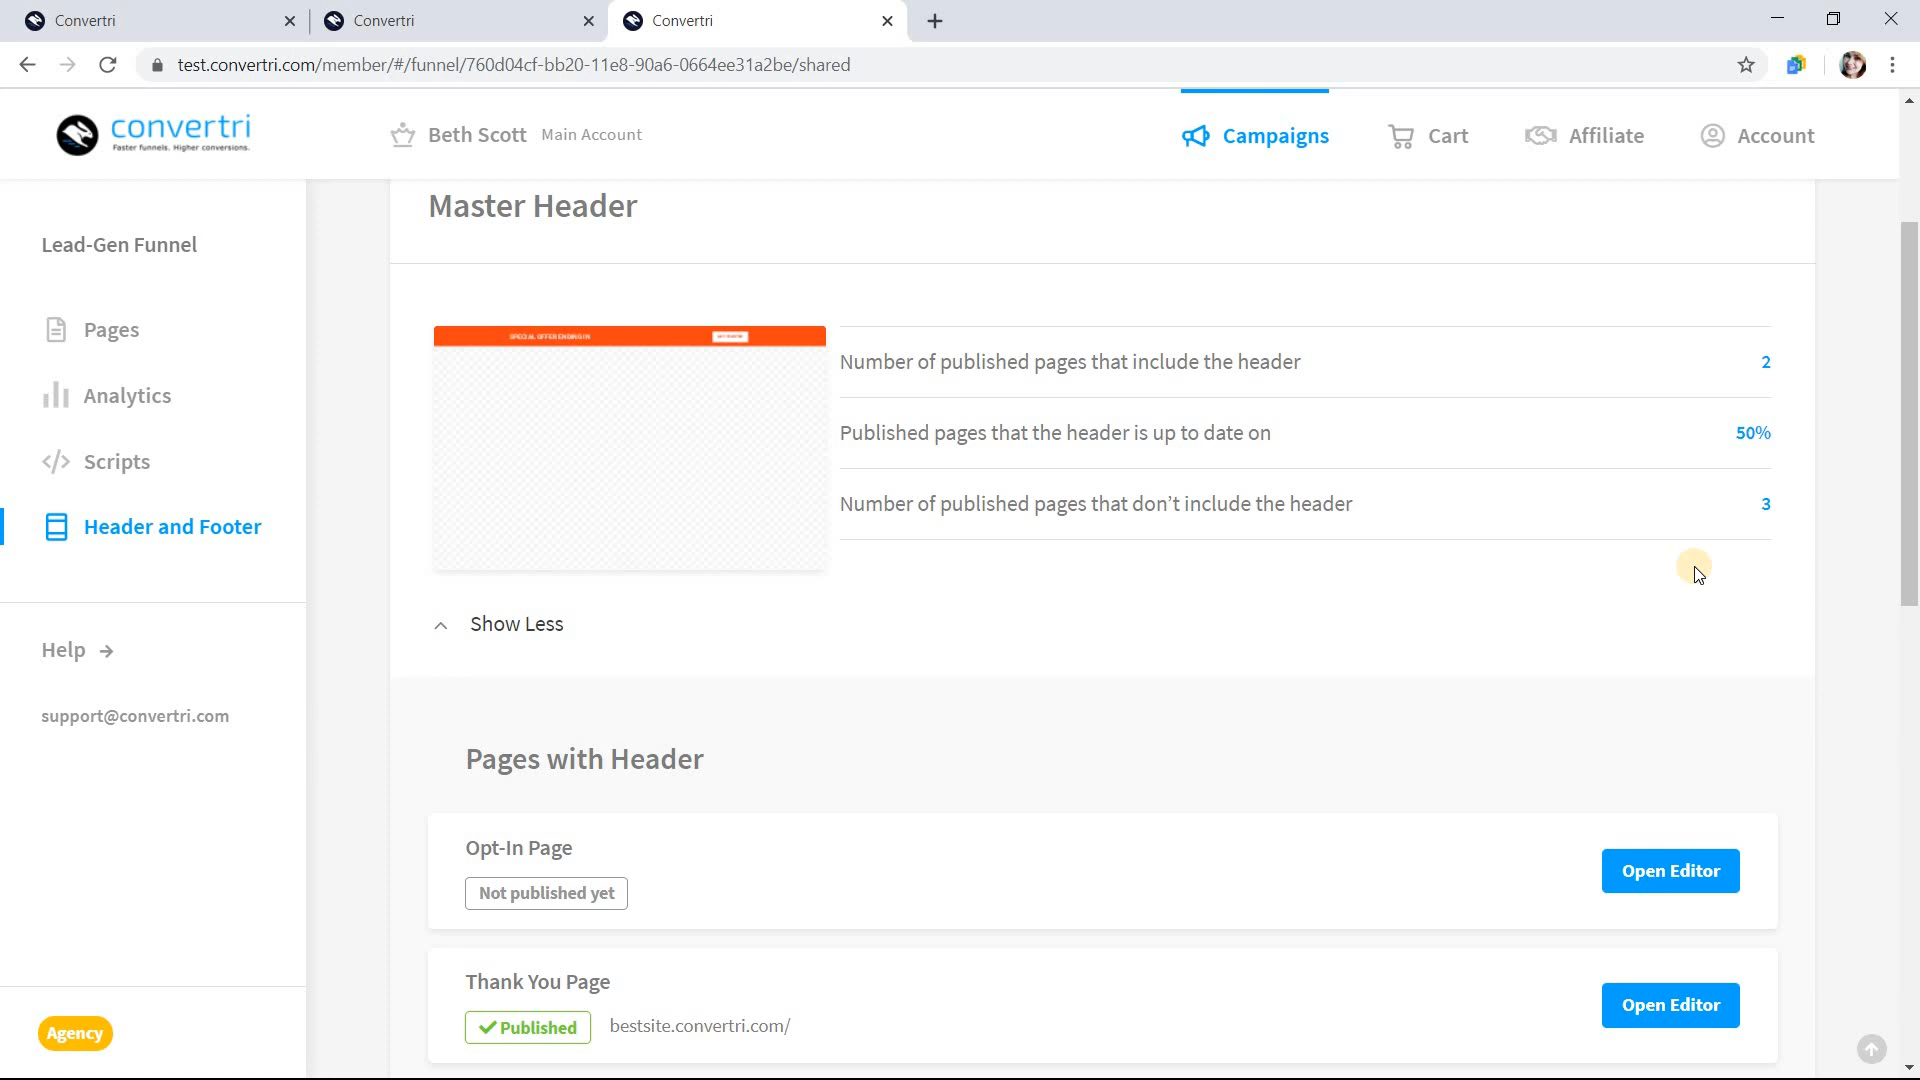 Convertri
Convertri
Convertri
test.convertri.com/member/#/funnel/760d04cf-bb20-11e8-90a6-0664ee31a2be/shared
convertri
Faster funnels. Higher conversions.
Beth Scott Main Account
Campaigns
Cart
Affiliate
Account
Lead-Gen Funnel
Pages
Analytics
Scripts
Header and Footer
Help
support@convertri.com
Agency
Master Header
SPECIAL OFFER ENDING IN
Number of published pages that include the header 2
Published pages that the header is up to date on 50%
Number of published pages that don’t include the header 3
Show Less
Pages with Header
Opt-In Page
Not published yet
Open Editor
Thank You Page
Published bestsite.convertri.com/
Open Editor